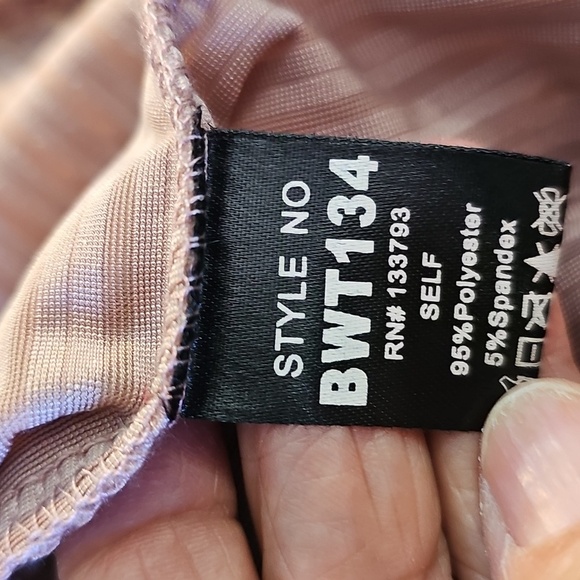 STYLE NO
BWT134
RN# 133793
SELF
95%Polyester
5%Spandex